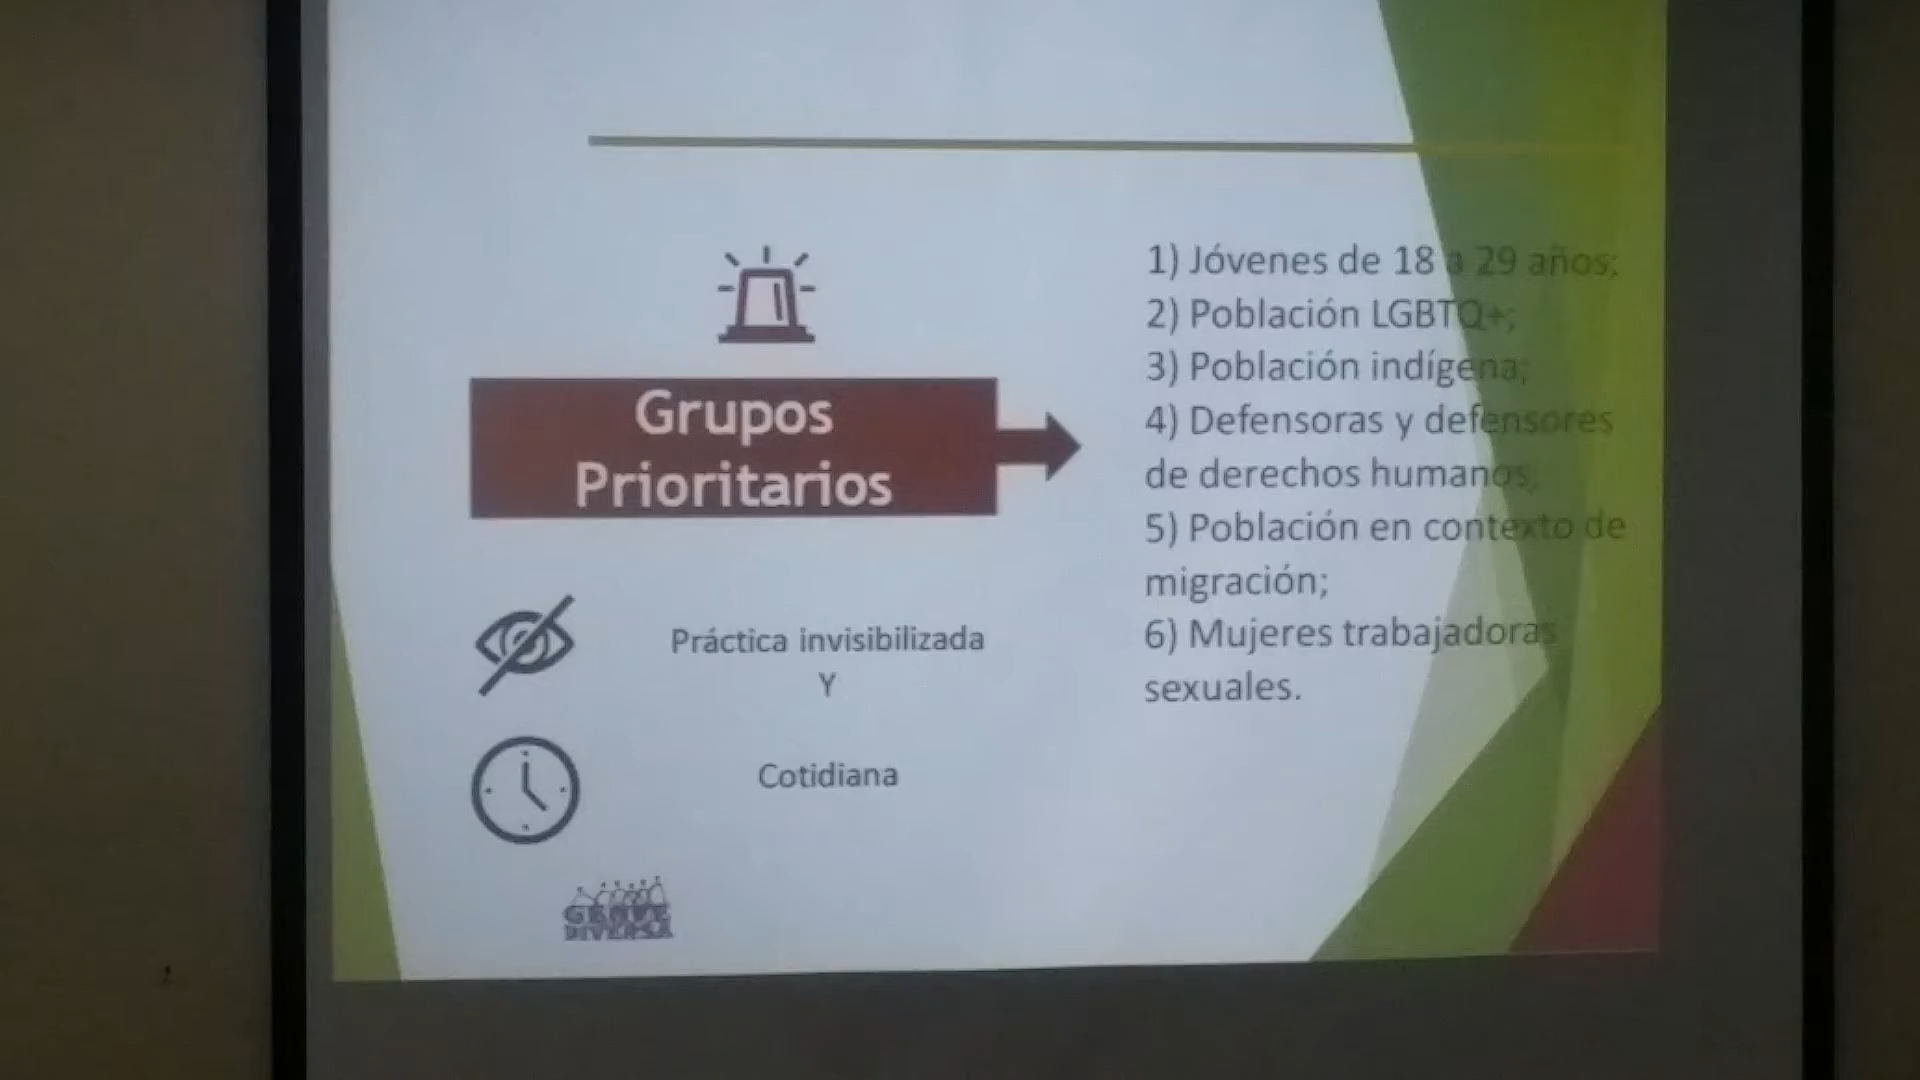 Grupos
Prioritarios
Práctica invisibilizada
Y
Cotidiana
1) Jóvenes de 18 a 29 años;
2) Población LGBTQ+;
3) Población indígena;
4) Defensoras y defensores
de derechos humanos;
5) Población en contexto de
migración;
6) Mujeres trabajadoras
sexuales.
GENTE
DIVERSA